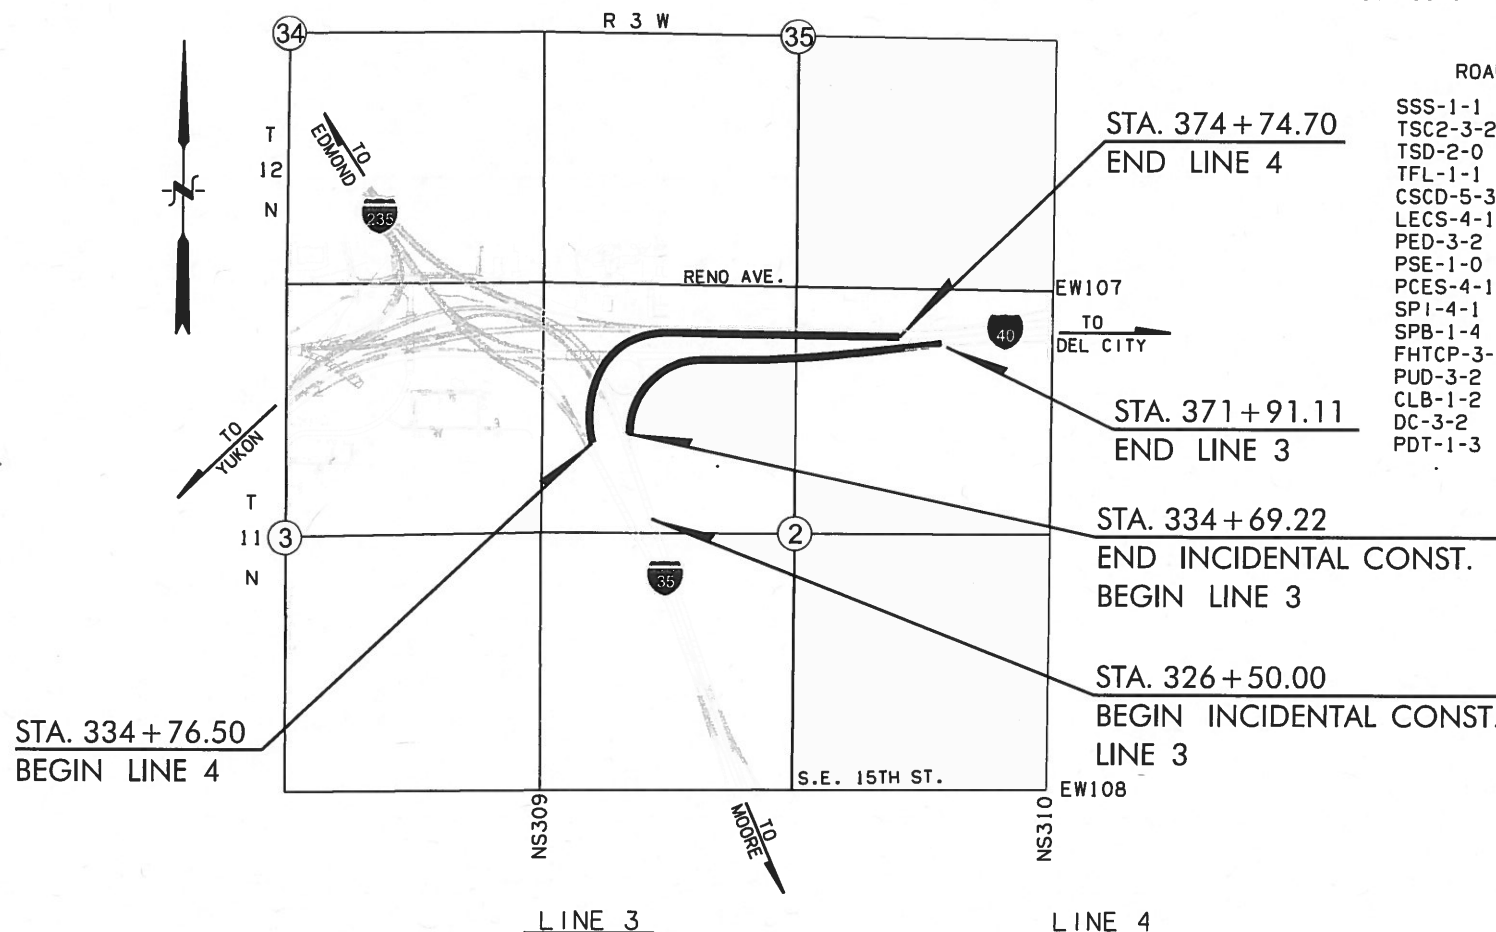 R 3 W
34
35
T
12
N
TO
EDMOND
235
RENO AVE.
EW107
40
TO
DEL CITY
STA. 374+74.70
END LINE 4
STA. 371+91.11
END LINE 3
STA. 334+69.22
END INCIDENTAL CONST.
BEGIN LINE 3
STA. 326+50.00
BEGIN INCIDENTAL CONST.
LINE 3
TO
YUKON
T
11
N
3
2
35
STA. 334+76.50
BEGIN LINE 4
S.E. 15TH ST.
EW108
NS309
NS310
TO
MOORE
LINE 3
LINE 4
ROA
SSS-1-1
TSC2-3-2
TSD-2-0
TFL-1-1
CSCD-5-3
LECS-4-1
PED-3-2
PSE-1-0
PCES-4-1
SPI-4-1
SPB-1-4
FHTCP-3-
PUD-3-2
CLB-1-2
DC-3-2
PDT-1-3